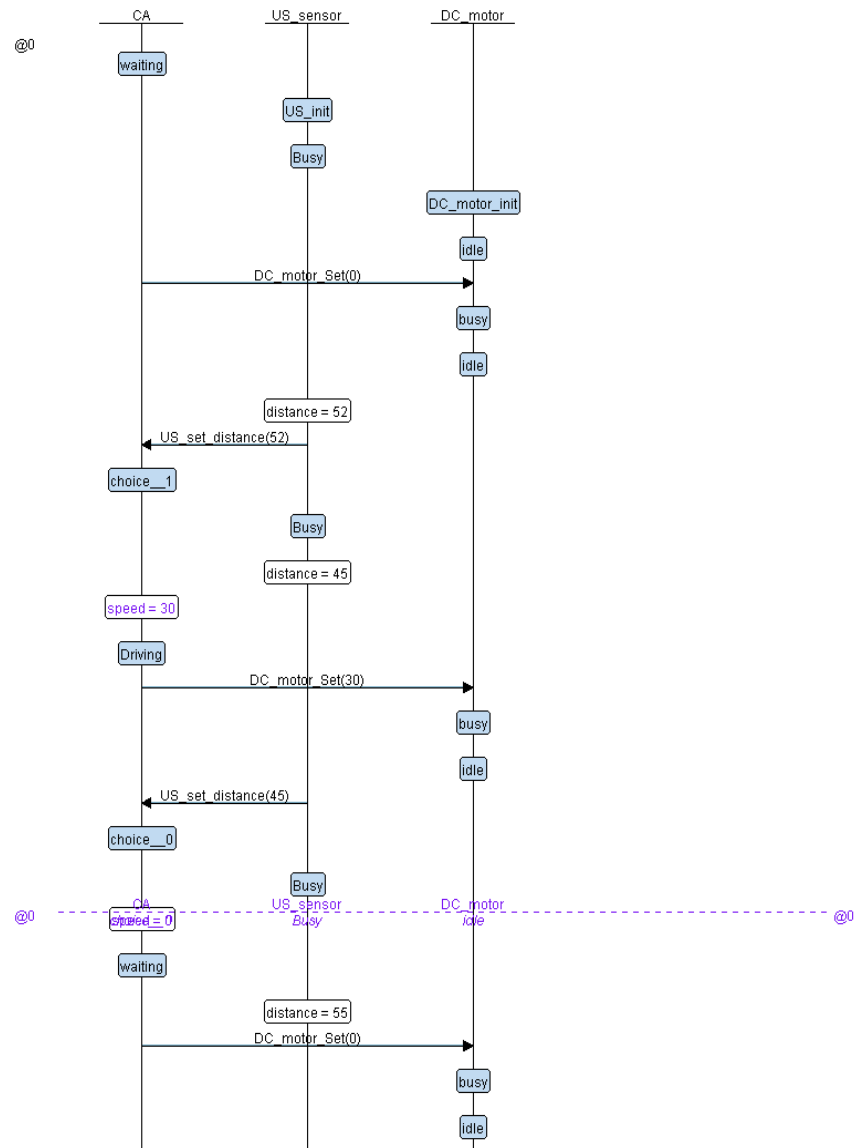 CA US_sensor DC_motor
@0
waiting
US_init
Busy
DC_motor_init
idle
DC_motor_Set(0)
busy
idle
distance = 52
US_set_distance(52)
choice__1
Busy
distance = 45
speed = 30
Driving
DC_motor_Set(30)
busy
idle
US_set_distance(45)
choice__0
Busy
CA US_sensor DC_motor
@0 @0
speed = 0 Busy idle
waiting
distance = 55
DC_motor_Set(0)
busy
idle